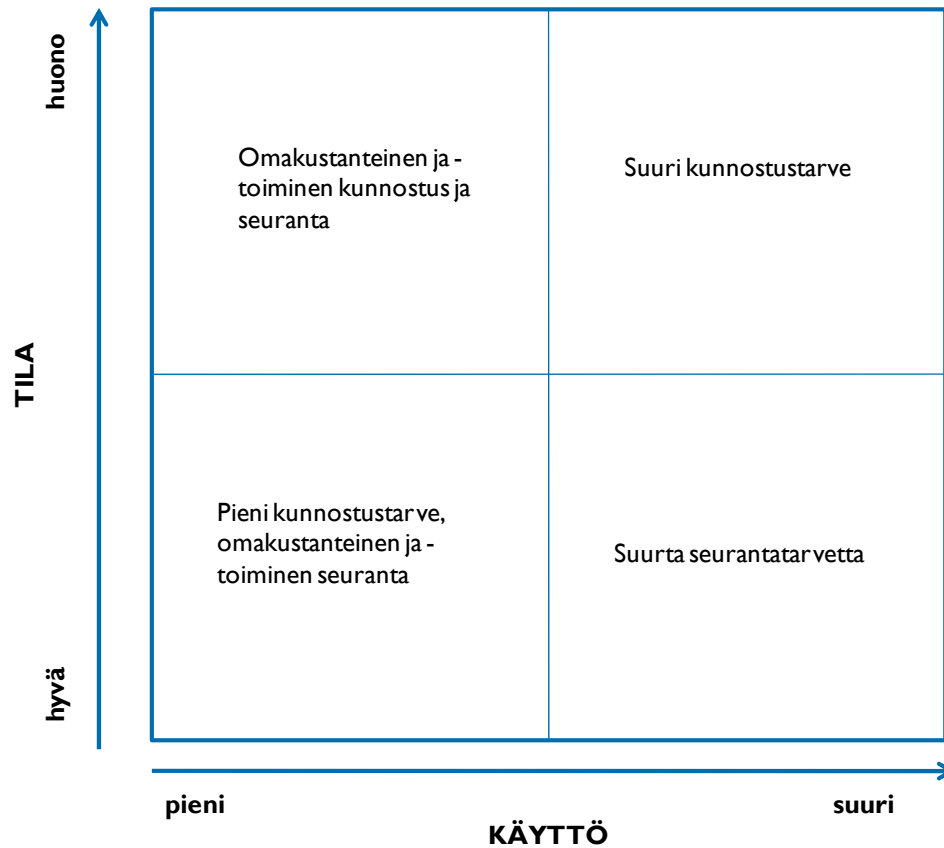 huono
Omakustanteinen ja -
toiminen kunnostus ja
seuranta
Suuri kunnostustarve
TILA
Pieni kunnostustarve,
omakustanteinen ja -
toiminen seuranta
Suurta seurantatarvetta
hyvä
pieni
suuri
KÄYTTÖ